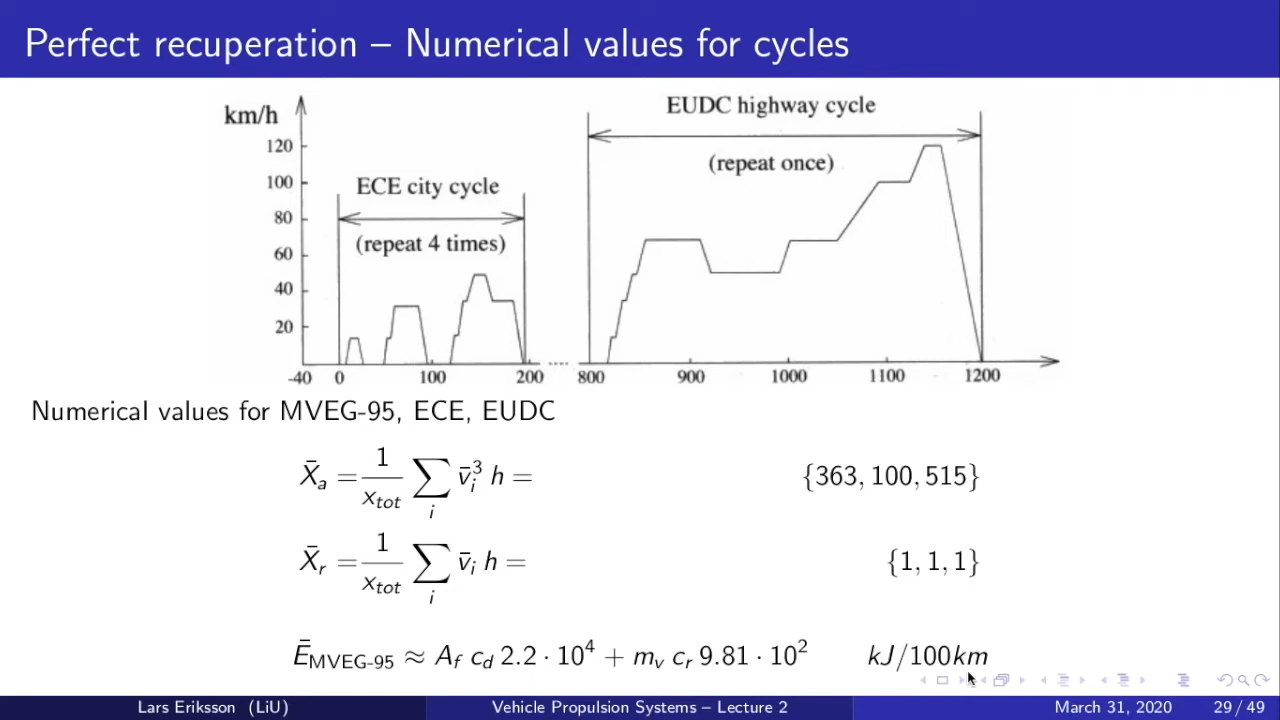 Perfect recuperation – Numerical values for cycles
km/h
120
100
80
60
40
20
ECE city cycle
(repeat 4 times)
EUDC highway cycle
(repeat once)
-40 0 100 200 800 900 1000 1100 1200
Numerical values for MVEG-95, ECE, EUDC
X̄a = 1/xtot ∑i v̄i³ h = {363, 100, 515}
X̄r = 1/xtot ∑i v̄i h = {1, 1, 1}
ĒMVEG-95 ≈ Af cd 2.2 · 10⁴ + mv cr 9.81 · 10² kJ/100km
Lars Eriksson (LiU) Vehicle Propulsion Systems – Lecture 2 March 31, 2020 29 / 49